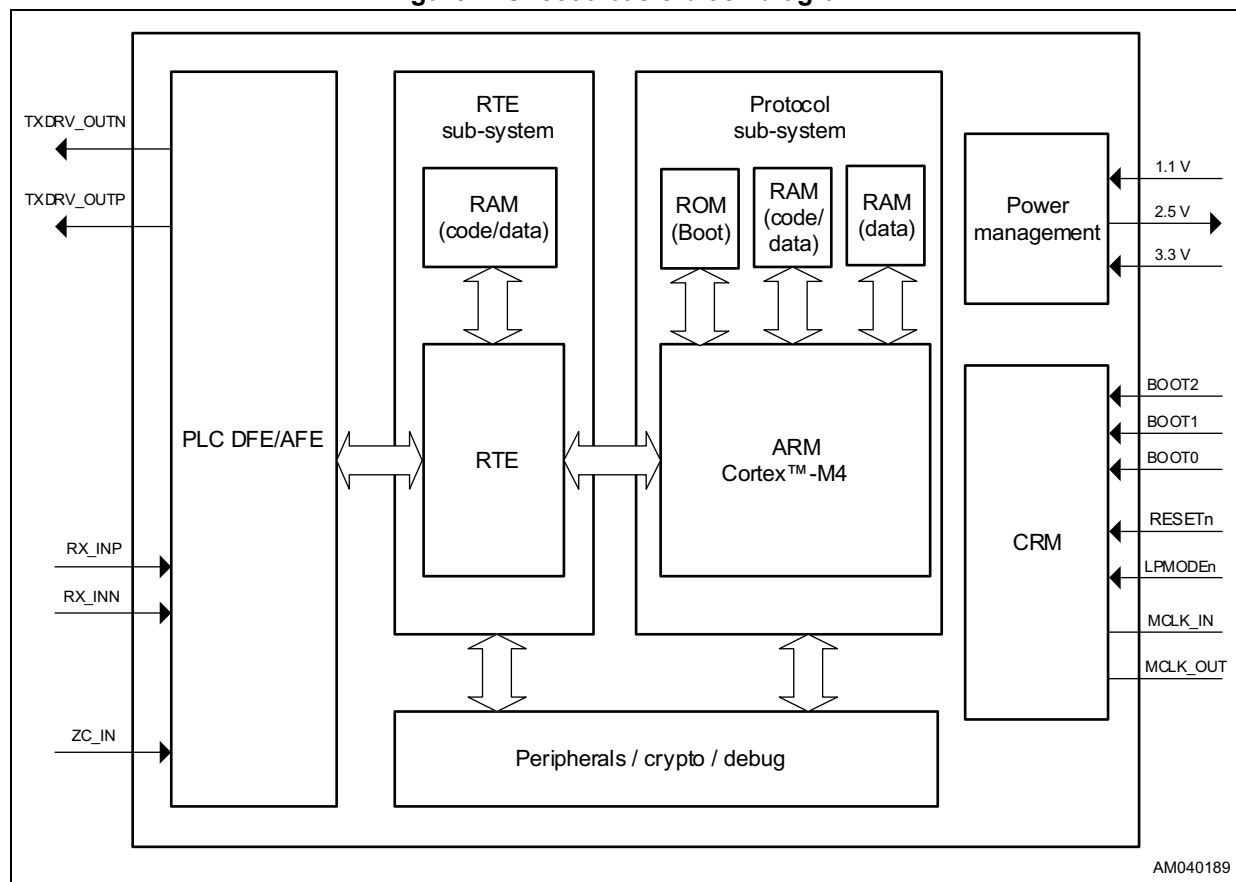 TXDRV_OUTN
TXDRV_OUTP
RX_INP
RX_INN
ZC_IN
PLC DFE/AFE
RTE
sub-system
RAM
(code/data)
RTE
Protocol
sub-system
ROM
(Boot)
RAM
(code/
data)
RAM
(data)
ARM
Cortex™-M4
Peripherals / crypto / debug
Power
management
1.1 V
2.5 V
3.3 V
CRM
BOOT2
BOOT1
BOOT0
RESETn
LPMODEn
MCLK_IN
MCLK_OUT
AM040189